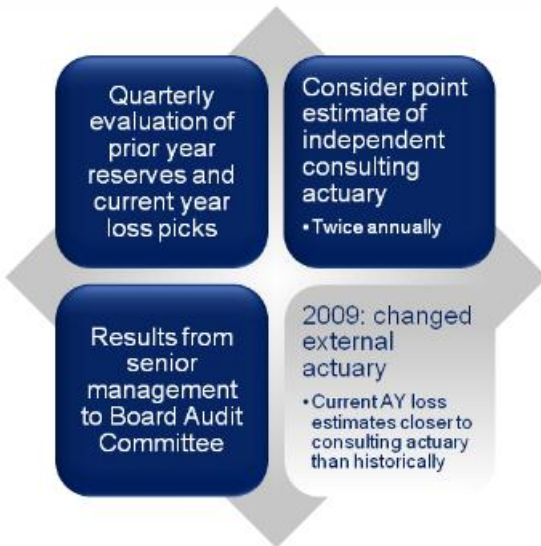 Quarterly
evaluation of
prior year
reserves and
current year
loss picks
Consider point
estimate of
independent
consulting
actuary
•Twice annually
Results from
senior
management
to Board Audit
Committee
2009: changed
external
actuary
•Current AY loss
estimates closer to
consulting actuary
than historically